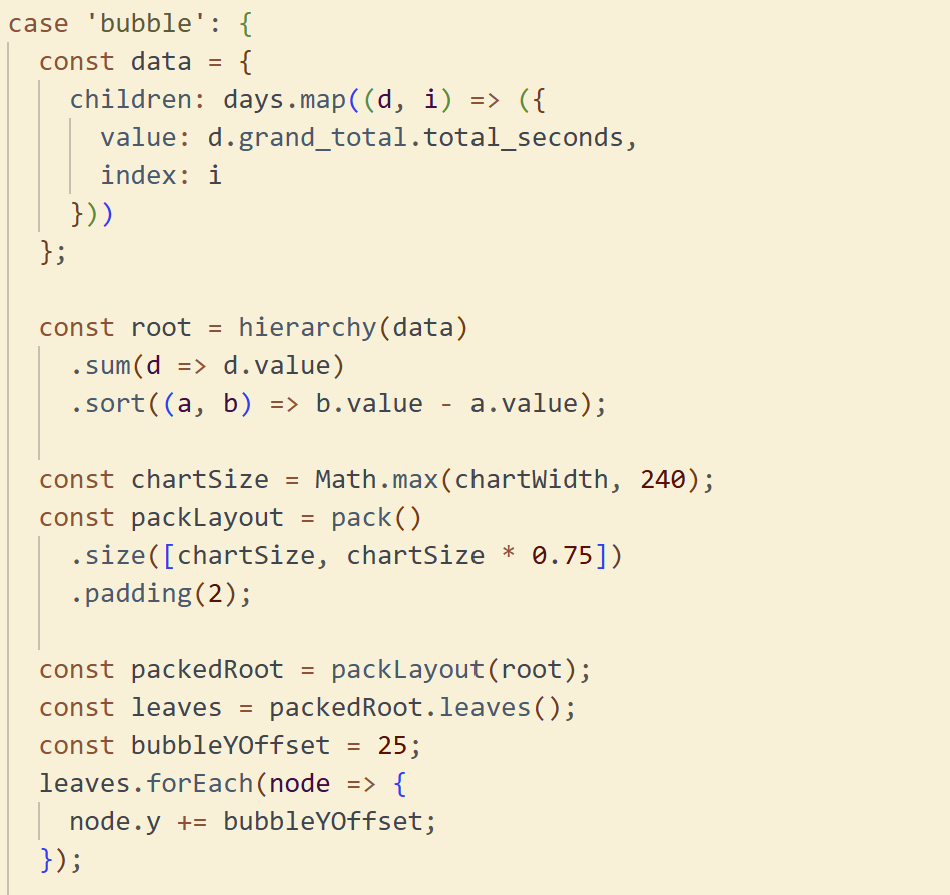 case 'bubble': {
  const data = {
    children: days.map((d, i) => ({
      value: d.grand_total.total_seconds,
      index: i
    }))
  };

  const root = hierarchy(data)
    .sum(d => d.value)
    .sort((a, b) => b.value - a.value);

  const chartSize = Math.max(chartWidth, 240);
  const packLayout = pack()
    .size([chartSize, chartSize * 0.75])
    .padding(2);

  const packedRoot = packLayout(root);
  const leaves = packedRoot.leaves();
  const bubbleYOffset = 25;
  leaves.forEach(node => {
    node.y += bubbleYOffset;
  });